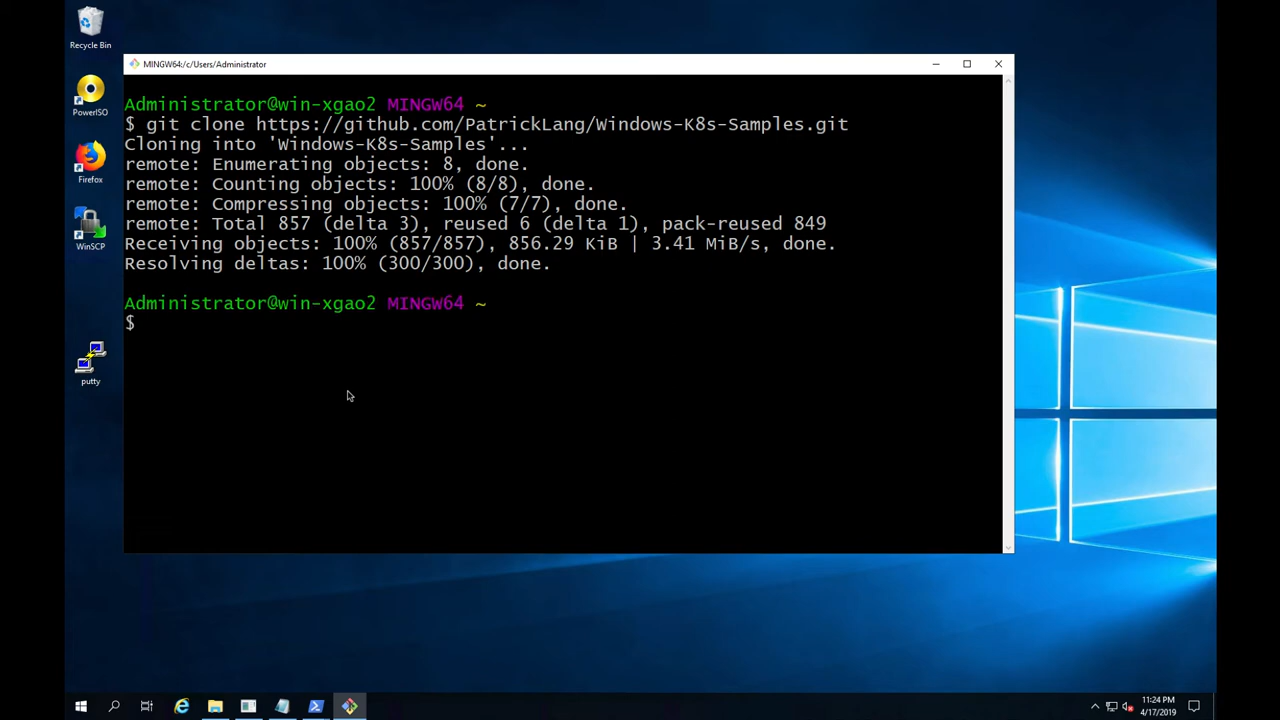 Recycle Bin
PowerISO
Firefox
WinSCP
putty
MINGW64:/c/Users/Administrator
Administrator@win-xgao2 MINGW64 ~
$ git clone https://github.com/PatrickLang/Windows-K8s-Samples.git
Cloning into 'Windows-K8s-Samples'...
remote: Enumerating objects: 8, done.
remote: Counting objects: 100% (8/8), done.
remote: Compressing objects: 100% (7/7), done.
remote: Total 857 (delta 3), reused 6 (delta 1), pack-reused 849
Receiving objects: 100% (857/857), 856.29 KiB | 3.41 MiB/s, done.
Resolving deltas: 100% (300/300), done.
Administrator@win-xgao2 MINGW64 ~
$
11:24 PM
4/17/2019